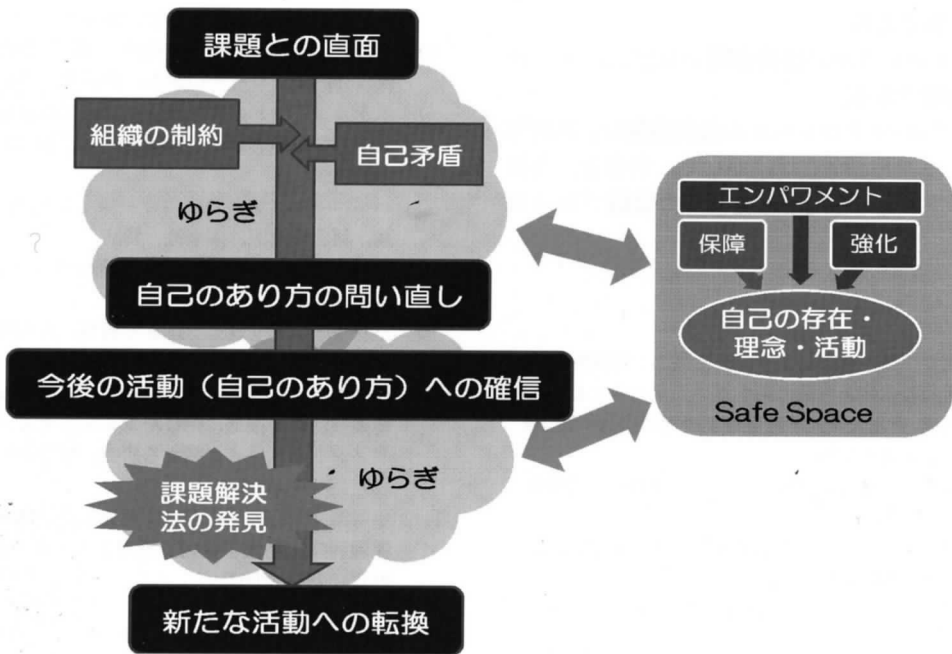 課題との直面
組織の制約
自己矛盾
ゆらぎ
自己のあり方の問い直し
今後の活動（自己のあり方）への確信
ゆらぎ
課題解決
法の発見
新たな活動への転換
エンパワメント
保障
強化
自己の存在・
理念・活動
Safe Space